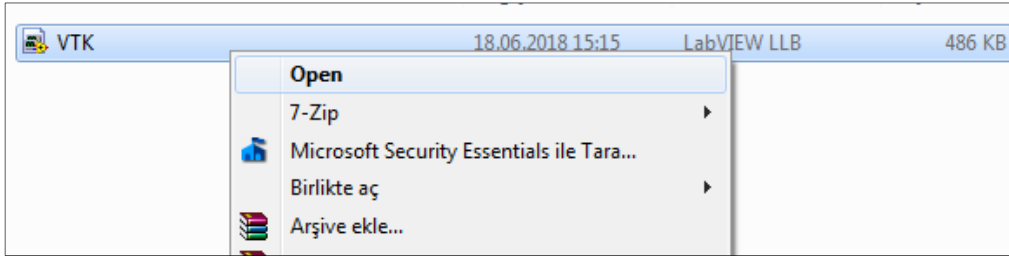 VTK 18.06.2018 15:15 LabVIEW LLB 486 KB
Open
7-Zip
Microsoft Security Essentials ile Tara...
Birlikte aç
Arşive ekle...